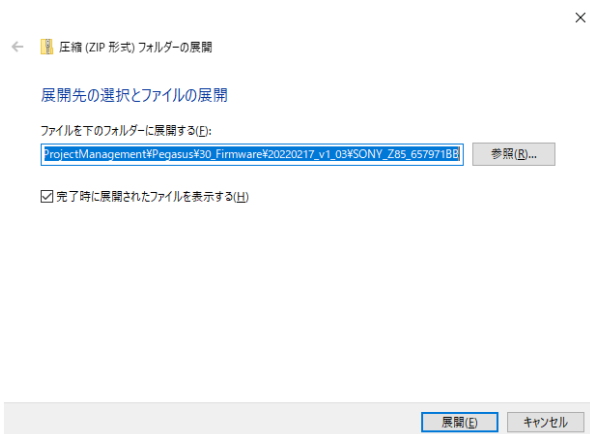 圧縮 (ZIP 形式) フォルダーの展開
展開先の選択とファイルの展開
ファイルを下のフォルダーに展開する(F):
ProjectManagement¥Pegasus¥30_Firmware¥20220217_v1_03¥SONY_Z85_657971BB 参照(R)...
完了時に展開されたファイルを表示する(H)
展開(E) キャンセル